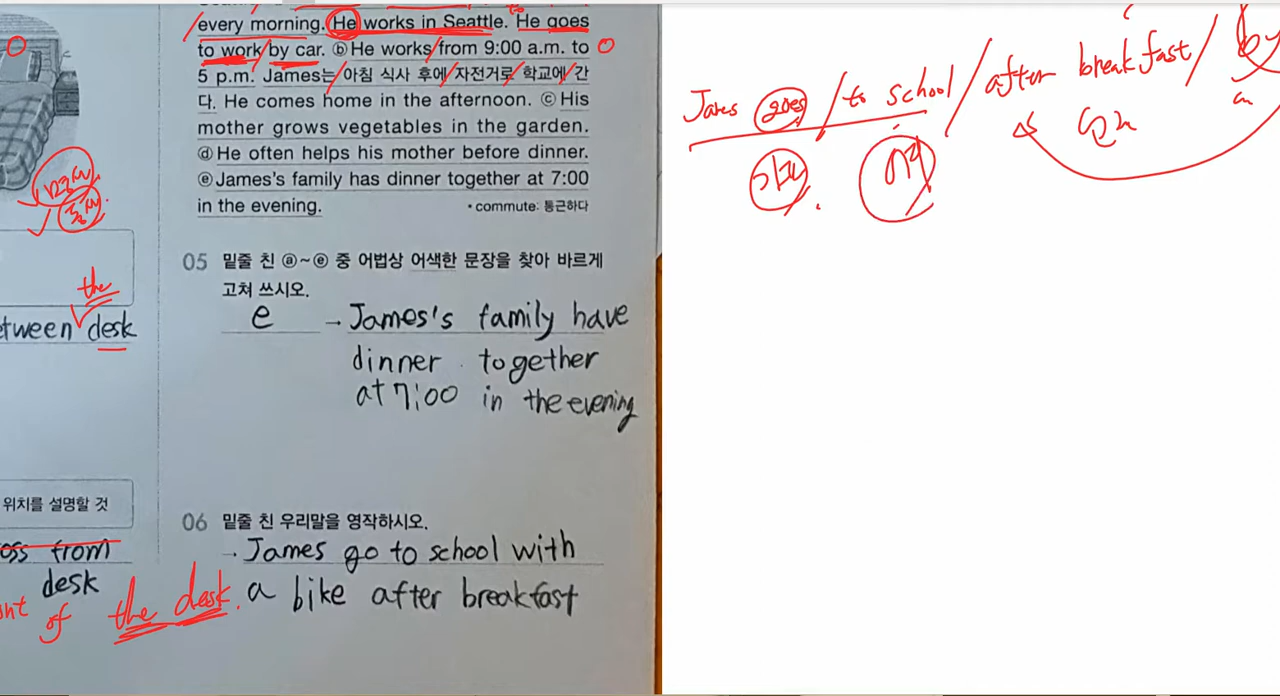 every morning. He works in Seattle. He goes
to work by car. ⓑ He works from 9:00 a.m. to
5 p.m. James는 아침 식사 후에 자전거로 학교에 간
다. He comes home in the afternoon. ⓒ His
mother grows vegetables in the garden.
ⓓ He often helps his mother before dinner.
ⓔ James's family has dinner together at 7:00
in the evening.
• commute: 통근하다
the
etween desk
05 밑줄 친 ⓐ~ⓔ 중 어법상 어색한 문장을 찾아 바르게
고쳐 쓰시오.
e → James's family have
dinner together
at 7:00 in the evening
위치를 설명할 것
oss from
desk
of the desk.
06 밑줄 친 우리말을 영작하시오.
→ James go to school with
a bike after breakfast
James goes / to school / after breakfast / by